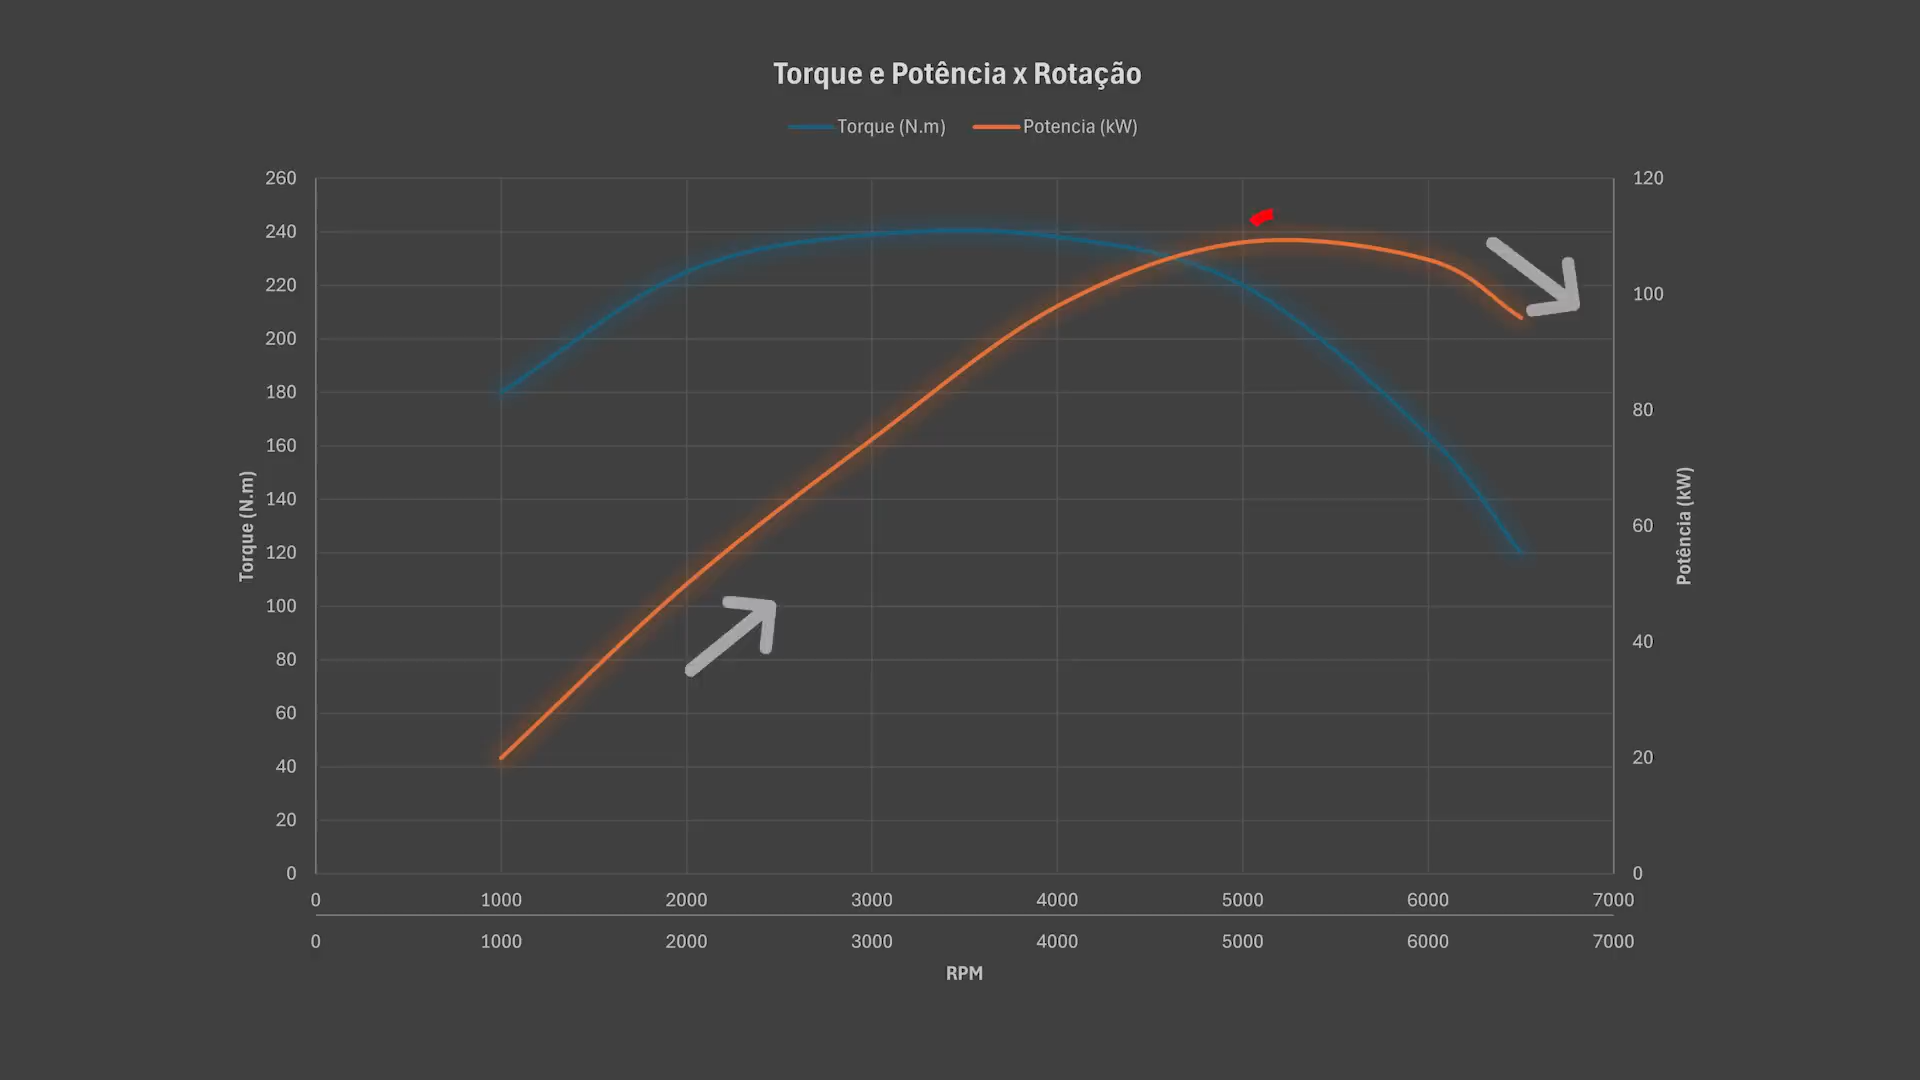 Torque e Potência x Rotação
Torque (N.m) Potencia (kW)
260 120
240
220 100
200
180 80
160
140 60
120
100
80 40
60
40 20
20
0 0
Torque (N.m)
Potência (kW)
0 1000 2000 3000 4000 5000 6000 7000
0 1000 2000 3000 4000 5000 6000 7000
RPM